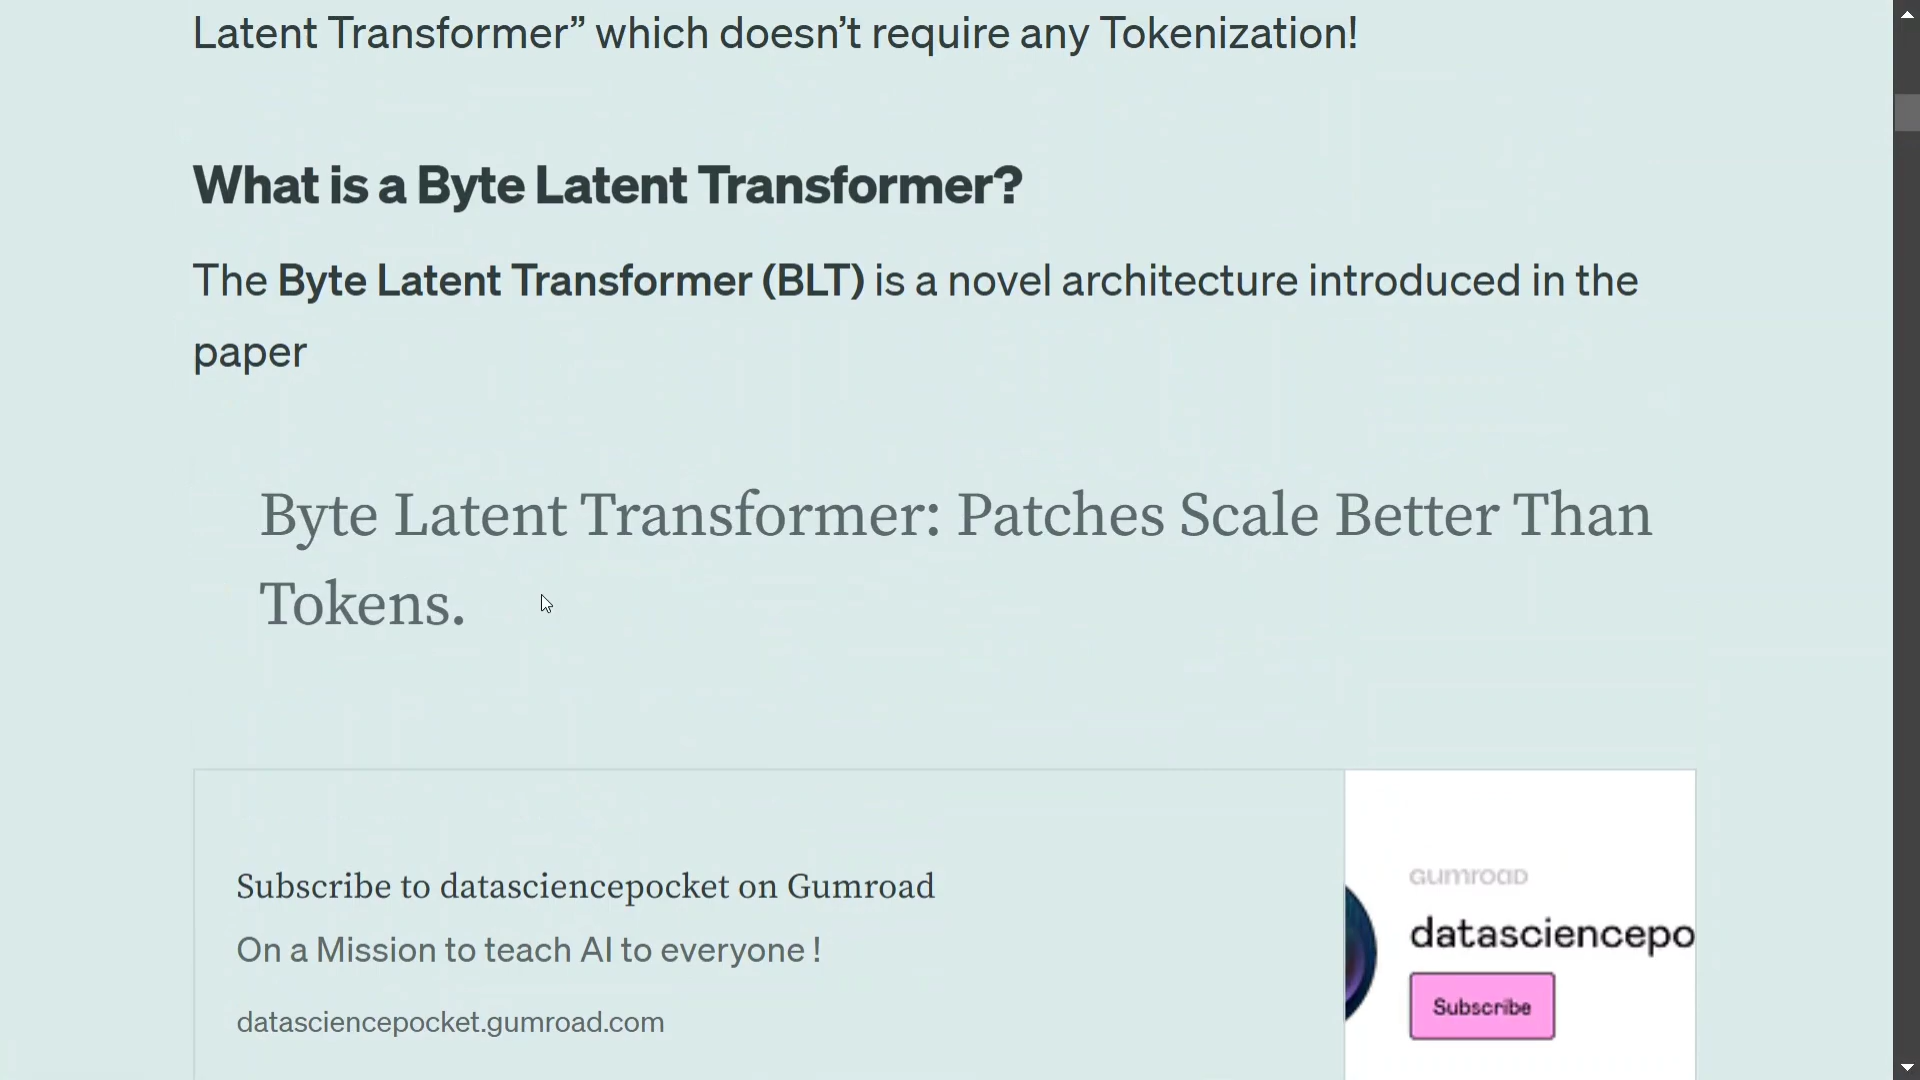 Latent Transformer” which doesn’t require any Tokenization!
What is a Byte Latent Transformer?
The Byte Latent Transformer (BLT) is a novel architecture introduced in the
paper
Byte Latent Transformer: Patches Scale Better Than
Tokens.
Subscribe to datasciencepocket on Gumroad
On a Mission to teach AI to everyone !
datasciencepocket.gumroad.com
GUMROAD
datasciencepo
Subscribe